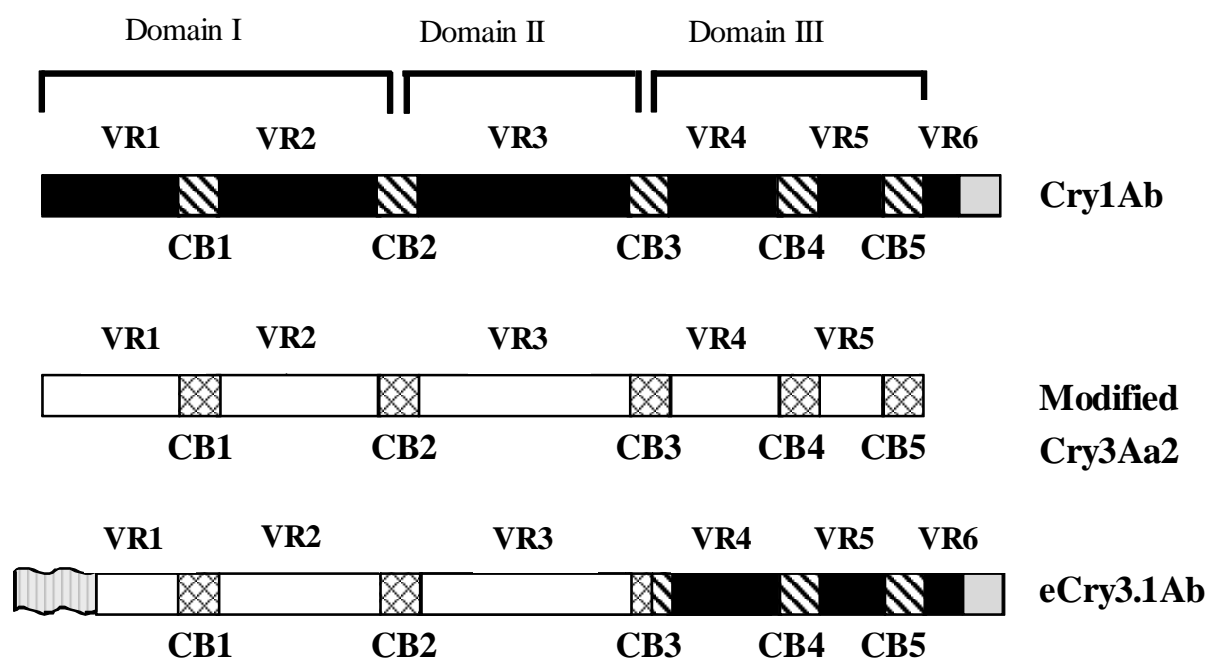 Domain I Domain II Domain III
VR1 VR2 VR3 VR4 VR5 VR6
Cry1Ab
CB1 CB2 CB3 CB4 CB5
VR1 VR2 VR3 VR4 VR5
Modified
CB1 CB2 CB3 CB4 CB5 Cry3Aa2
VR1 VR2 VR3 VR4 VR5 VR6
eCry3.1Ab
CB1 CB2 CB3 CB4 CB5